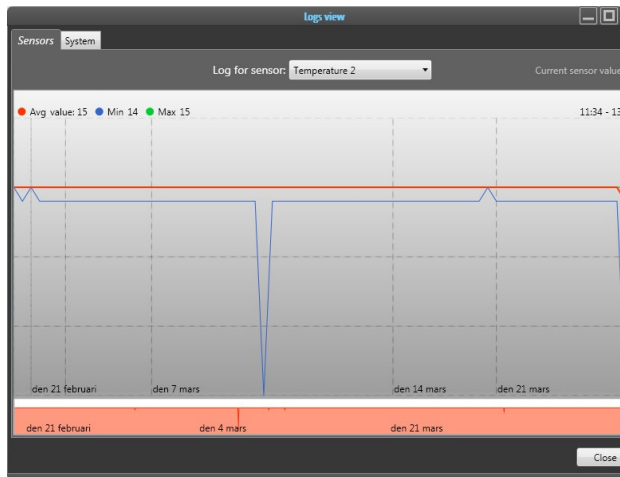 Logs view
Sensors System
Log for sensor: Temperature 2 Current sensor value
Avg value: 15 Min 14 Max 15 11:34 - 13
den 21 februari den 7 mars den 14 mars den 21 mars
den 21 februari den 4 mars den 21 mars
Close